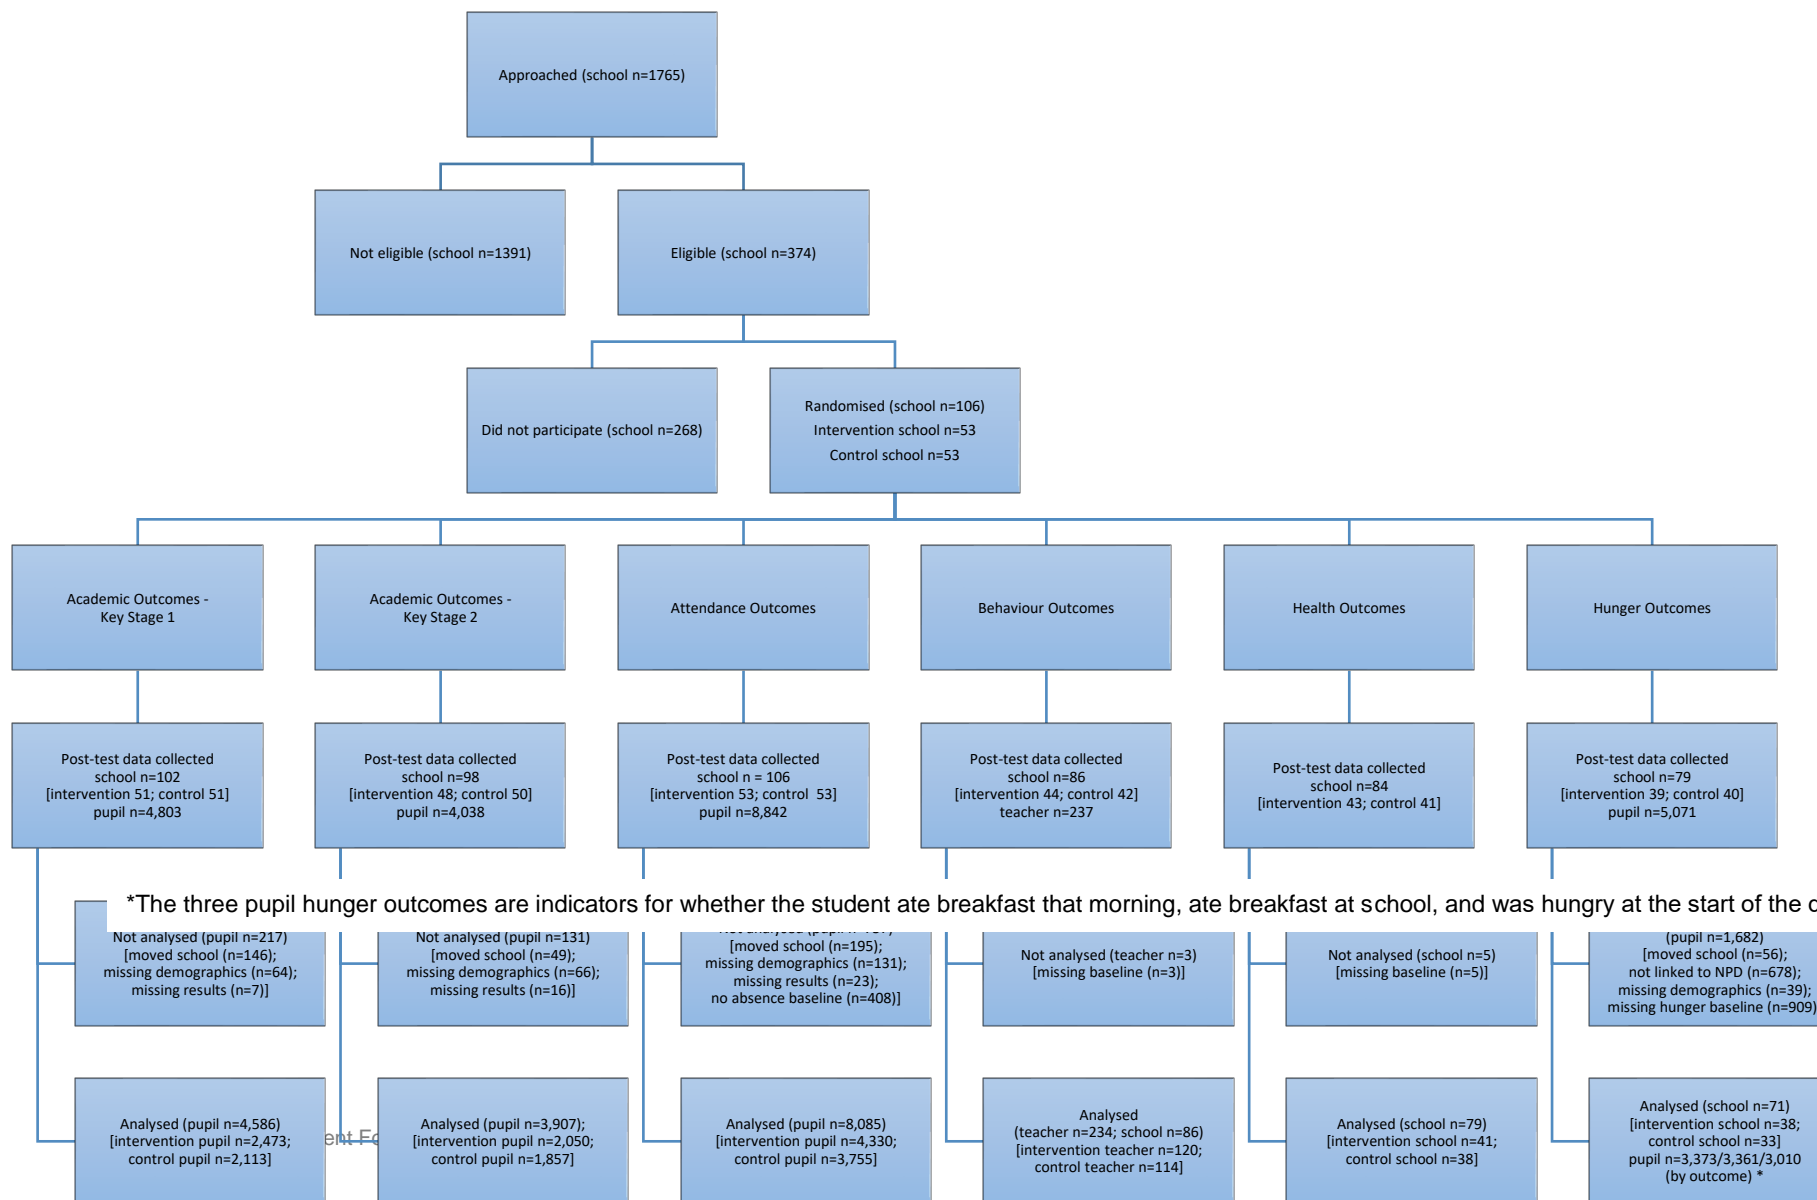 Approached (school n=1765)
Not eligible (school n=1391)
Eligible (school n=374)
Did not participate (school n=268)
Randomised (school n=106)
Intervention school n=53
Control school n=53
Academic Outcomes -
Key Stage 1
Academic Outcomes -
Key Stage 2
Attendance Outcomes
Behaviour Outcomes
Health Outcomes
Hunger Outcomes
Post-test data collected
school n=102
[intervention 51; control 51]
pupil n=4,803
Post-test data collected
school n=98
[intervention 48; control 50]
pupil n=4,038
Post-test data collected
school n = 106
[intervention 53; control 53]
pupil n=8,842
Post-test data collected
school n=86
[intervention 44; control 42]
teacher n=237
Post-test data collected
school n=84
[intervention 43; control 41]
Post-test data collected
school n=79
[intervention 39; control 40]
pupil n=5,071
*The three pupil hunger outcomes are indicators for whether the student ate breakfast that morning, ate breakfast at school, and was hungry at the start of the
Not analysed (pupil n=217)
[moved school (n=146);
missing demographics (n=64);
missing results (n=7)]
Not analysed (pupil n=131)
[moved school (n=49);
missing demographics (n=66);
missing results (n=16)]
[moved school (n=195);
missing demographics (n=131);
missing results (n=23);
no absence baseline (n=408)]
Not analysed (teacher n=3)
[missing baseline (n=3)]
Not analysed (school n=5)
[missing baseline (n=5)]
(pupil n=1,682)
[moved school (n=56);
not linked to NPD (n=678);
missing demographics (n=39);
missing hunger baseline (n=909)
Analysed (pupil n=4,586)
[intervention pupil n=2,473;
control pupil n=2,113]
Analysed (pupil n=3,907);
[intervention pupil n=2,050;
control pupil n=1,857]
Analysed (pupil n=8,085)
[intervention pupil n=4,330;
control pupil n=3,755]
Analysed
(teacher n=234; school n=86)
[intervention teacher n=120;
control teacher n=114]
Analysed (school n=79)
[intervention school n=41;
control school n=38]
Analysed (school n=71)
[intervention school n=38;
control school n=33]
pupil n=3,373/3,361/3,010
(by outcome) *